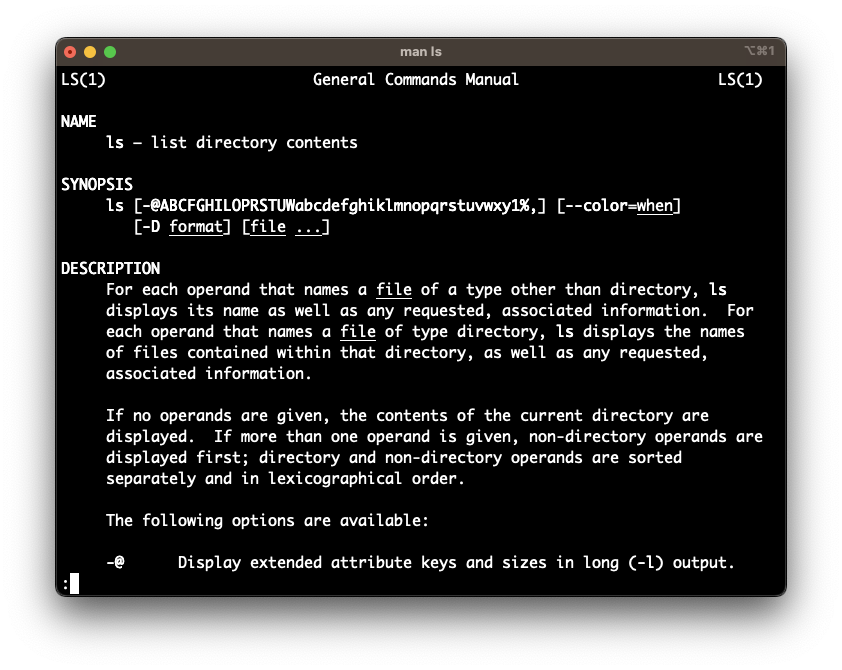 man ls
⌥⌘1
LS(1) General Commands Manual LS(1)
NAME
ls – list directory contents
SYNOPSIS
ls [-@ABCFGHILOPRSTUWabcdefghiklmnopqrstuvwxy1%,] [--color=when]
[-D format] [file ...]
DESCRIPTION
For each operand that names a file of a type other than directory, ls
displays its name as well as any requested, associated information.  For
each operand that names a file of type directory, ls displays the names
of files contained within that directory, as well as any requested,
associated information.
If no operands are given, the contents of the current directory are
displayed.  If more than one operand is given, non-directory operands are
displayed first; directory and non-directory operands are sorted
separately and in lexicographical order.
The following options are available:
-@ Display extended attribute keys and sizes in long (-l) output.
: